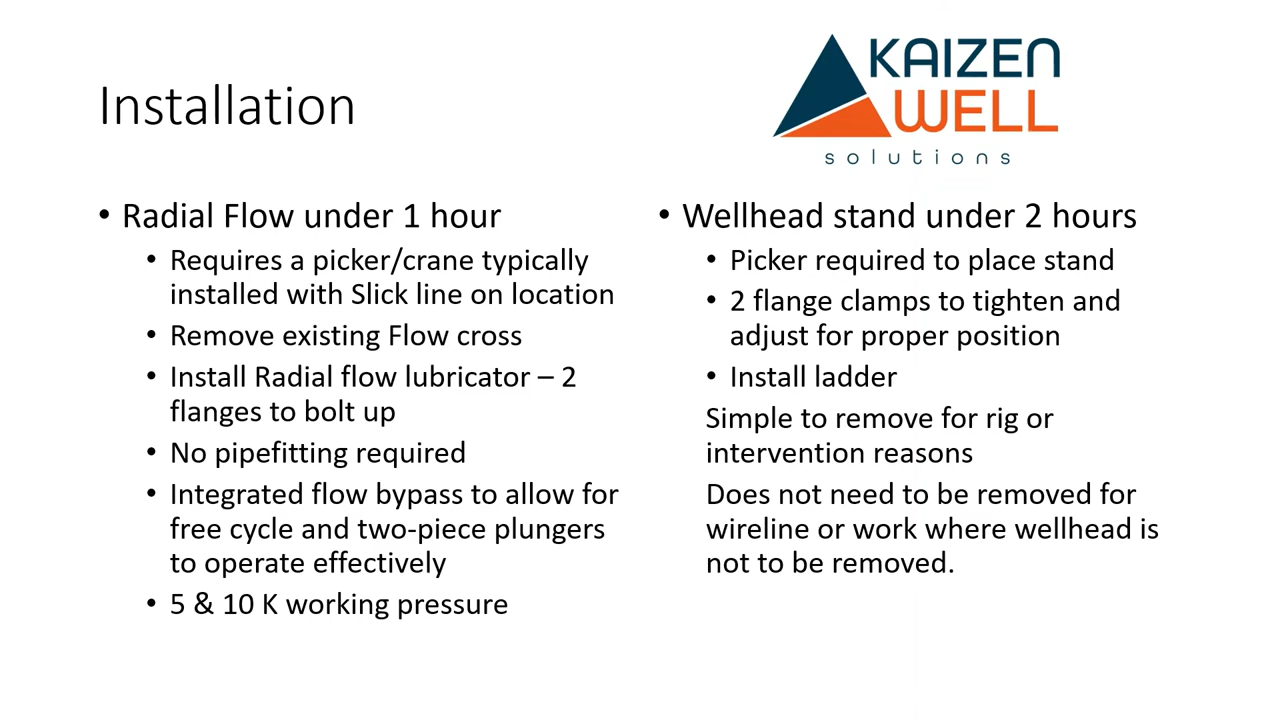 Installation
KAIZEN
WELL
solutions
• Radial Flow under 1 hour
• Requires a picker/crane typically
installed with Slick line on location
• Remove existing Flow cross
• Install Radial flow lubricator – 2
flanges to bolt up
• No pipefitting required
• Integrated flow bypass to allow for
free cycle and two-piece plungers
to operate effectively
• 5 & 10 K working pressure
• Wellhead stand under 2 hours
• Picker required to place stand
• 2 flange clamps to tighten and
adjust for proper position
• Install ladder
Simple to remove for rig or
intervention reasons
Does not need to be removed for
wireline or work where wellhead is
not to be removed.